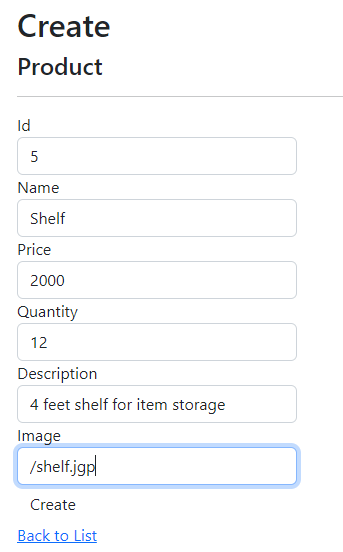 Create
Product
Id
5
Name
Shelf
Price
2000
Quantity
12
Description
4 feet shelf for item storage
Image
/shelf.jgp
Create
Back to List